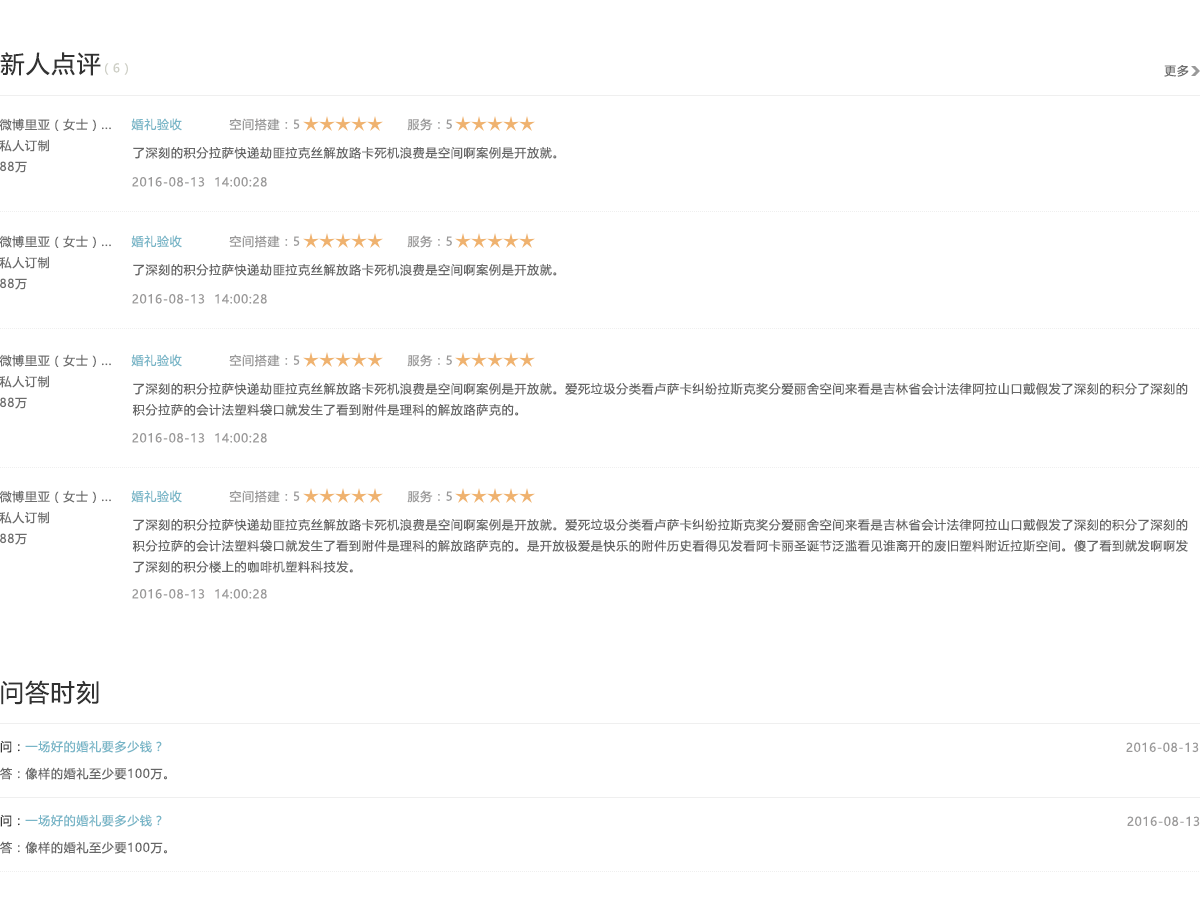 新人点评 ( 6 )
更多
微博里亚（女士）... 婚礼验收 空间搭建：5 ★★★★★ 服务：5 ★★★★★
私人订制
88万
了深刻的积分拉萨快递劫匪拉克丝解放路卡死机浪费是空间啊案例是开放就。
2016-08-13 14:00:28
微博里亚（女士）... 婚礼验收 空间搭建：5 ★★★★★ 服务：5 ★★★★★
私人订制
88万
了深刻的积分拉萨快递劫匪拉克丝解放路卡死机浪费是空间啊案例是开放就。
2016-08-13 14:00:28
微博里亚（女士）... 婚礼验收 空间搭建：5 ★★★★★ 服务：5 ★★★★★
私人订制
88万
了深刻的积分拉萨快递劫匪拉克丝解放路卡死机浪费是空间啊案例是开放就。爱死垃圾分类看卢萨卡纠纷拉斯克奖分爱丽舍空间来看是吉林省会计法律阿拉山口戴假发了深刻的积分了深刻的
积分拉萨的会计法塑料袋口就发生了看到附件是理科的解放路萨克的。
2016-08-13 14:00:28
微博里亚（女士）... 婚礼验收 空间搭建：5 ★★★★★ 服务：5 ★★★★★
私人订制
88万
了深刻的积分拉萨快递劫匪拉克丝解放路卡死机浪费是空间啊案例是开放就。爱死垃圾分类看卢萨卡纠纷拉斯克奖分爱丽舍空间来看是吉林省会计法律阿拉山口戴假发了深刻的积分了深刻的
积分拉萨的会计法塑料袋口就发生了看到附件是理科的解放路萨克的。是开放极爱是快乐的附件历史看得见发看阿卡丽圣诞节泛滥看见谁离开的废旧塑料附近拉斯空间。傻了看到就发啊啊发
了深刻的积分楼上的咖啡机塑料科技发。
2016-08-13 14:00:28
问答时刻
问：一场好的婚礼要多少钱？ 2016-08-13
答：像样的婚礼至少要100万。
问：一场好的婚礼要多少钱？ 2016-08-13
答：像样的婚礼至少要100万。